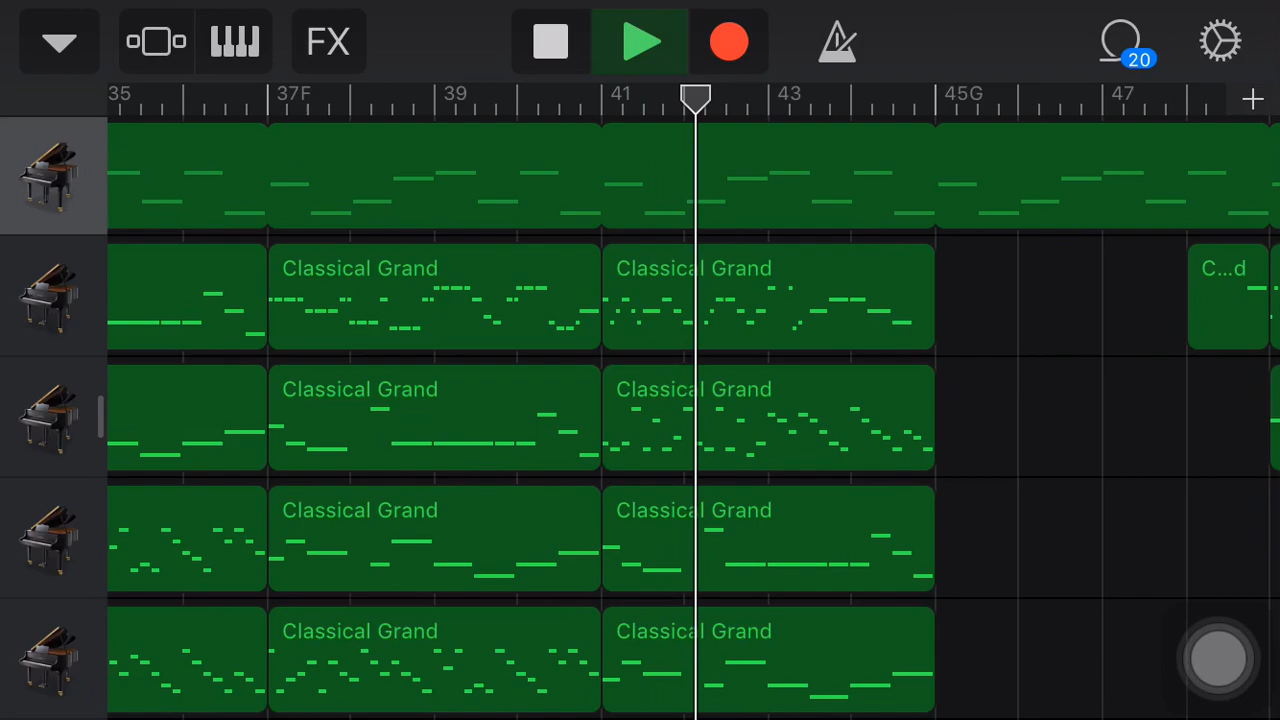 FX
20
35 37F 39 41 43 45G 47
Classical Grand Classical Grand C...d
Classical Grand Classical Grand
Classical Grand Classical Grand
Classical Grand Classical Grand